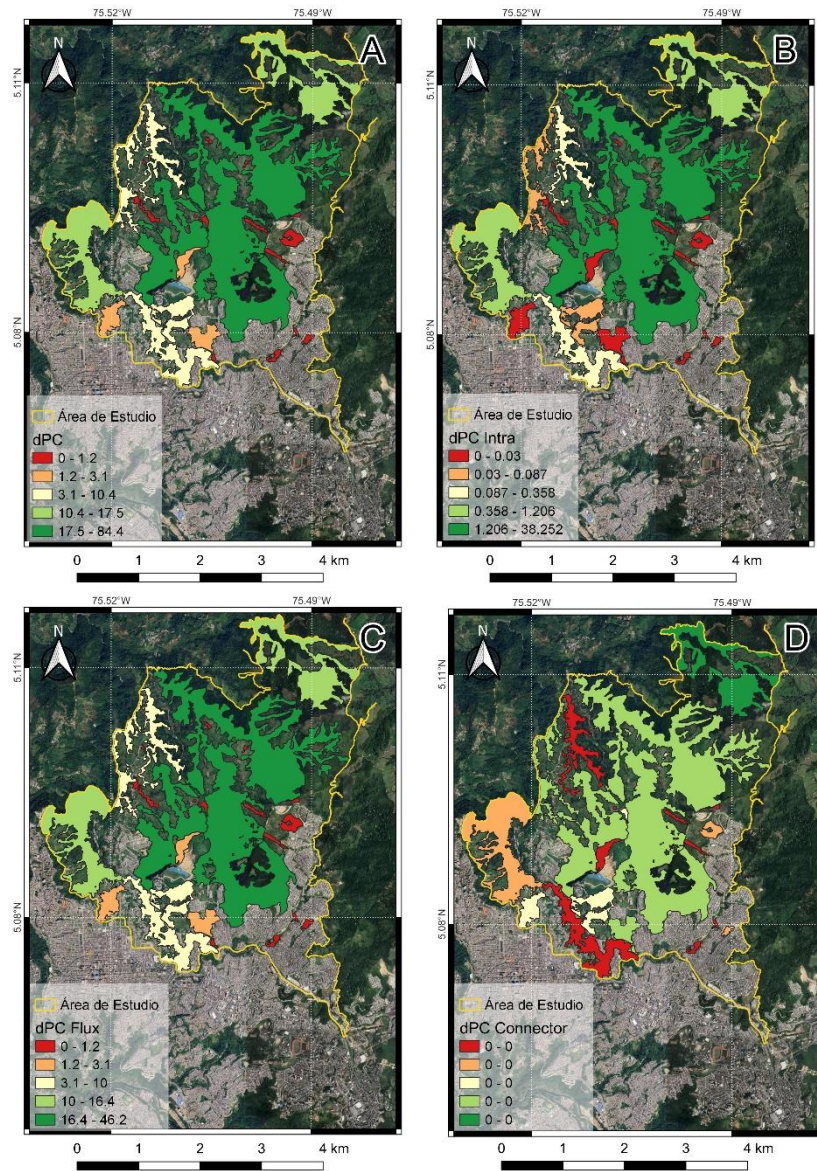 75.52°W 75.49°W
A
N
5.11°N
5.08°N
Área de Estudio
dPC
0 - 1.2
1.2 - 3.1
3.1 - 10.4
10.4 - 17.5
17.5 - 84.4
0 1 2 3 4 km
75.52°W 75.49°W
B
N
5.11°N
5.08°N
Área de Estudio
dPC Intra
0 - 0.03
0.03 - 0.087
0.087 - 0.358
0.358 - 1.206
1.206 - 38.252
0 1 2 3 4 km
75.52°W 75.49°W
C
N
5.11°N
5.08°N
Área de Estudio
dPC Flux
0 - 1.2
1.2 - 3.1
3.1 - 10
10 - 16.4
16.4 - 46.2
0 1 2 3 4 km
75.52°W 75.49°W
D
N
5.11°N
5.08°N
Área de Estudio
dPC Connector
0 - 0
0 - 0
0 - 0
0 - 0
0 - 0
0 1 2 3 4 km